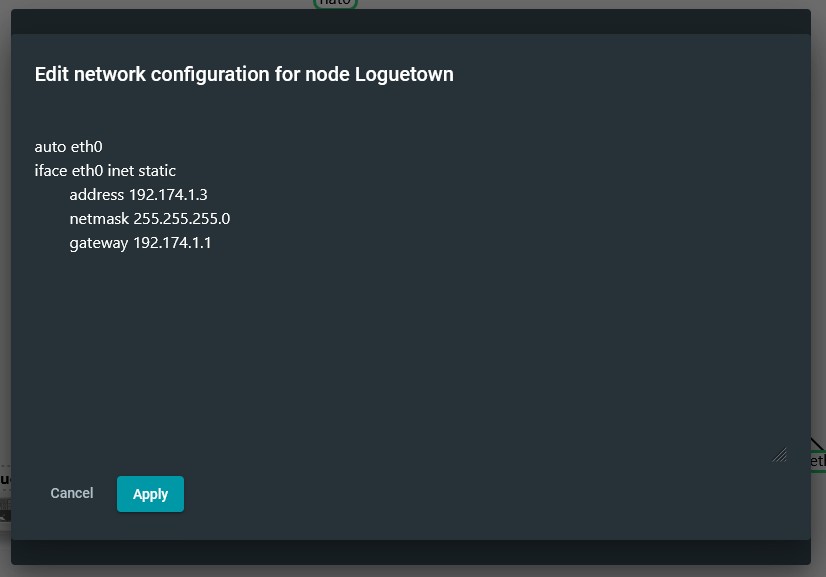 nat0
Edit network configuration for node Loguetown
auto eth0
iface eth0 inet static
address 192.174.1.3
netmask 255.255.255.0
gateway 192.174.1.1
eth
Cancel
Apply